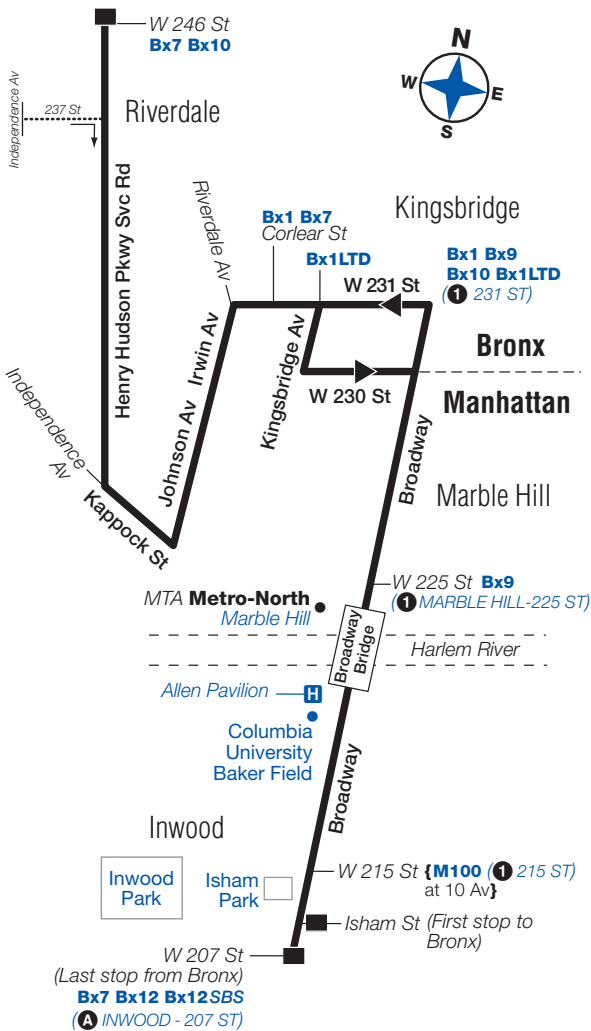 W 246 St
Bx7 Bx10
N
W
E
S
Independence Av
237 St
Riverdale
Henry Hudson Pkwy Svc Rd
Riverdale Av
Kingsbridge
Bx1 Bx7
Corlear St
Bx1LTD
Bx1 Bx9
Bx10 Bx1LTD
(1 231 ST)
W 231 St
Irwin Av
Johnson Av
Kingsbridge Av
W 230 St
Bronx
Manhattan
Independence
Av
Kappock St
Broadway
Marble Hill
W 225 St Bx9
(1 MARBLE HILL-225 ST)
MTA Metro-North
Marble Hill
Broadway
Bridge
Harlem River
Allen Pavilion
H
Columbia
University
Baker Field
Broadway
Inwood
Inwood
Park
Isham
Park
W 215 St {M100 (1 215 ST)
at 10 Av}
Isham St (First stop to
Bronx)
W 207 St
(Last stop from Bronx)
Bx7 Bx12 Bx12SBS
(A INWOOD - 207 ST)